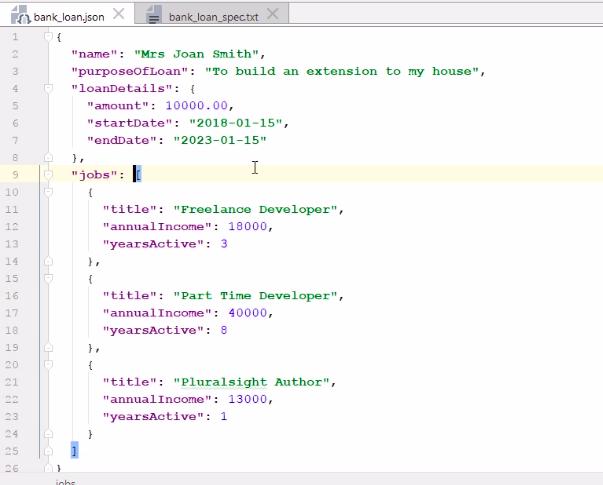 bank_loan.json bank_loan_spec.txt
1 {
2 "name": "Mrs Joan Smith",
3 "purposeOfLoan": "To build an extension to my house",
4 "loanDetails": {
5 "amount": 10000.00,
6 "startDate": "2018-01-15",
7 "endDate": "2023-01-15"
8 },
9 "jobs": [
10 {
11 "title": "Freelance Developer",
12 "annualIncome": 18000,
13 "yearsActive": 3
14 },
15 {
16 "title": "Part Time Developer",
17 "annualIncome": 40000,
18 "yearsActive": 8
19 },
20 {
21 "title": "Pluralsight Author",
22 "annualIncome": 13000,
23 "yearsActive": 1
24 }
25 ]
26 }
jobs